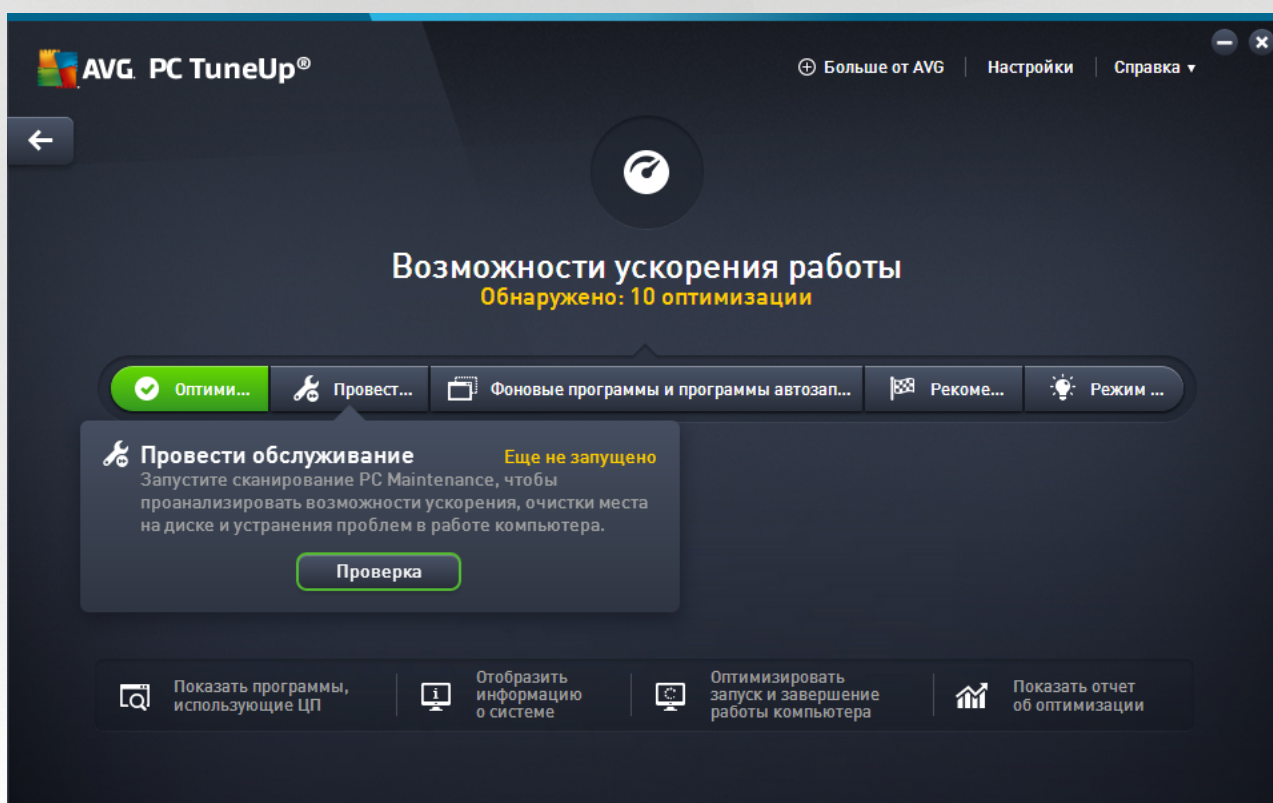 AVG. PC TuneUp®
Больше от AVG
Настройки
Справка
Возможности ускорения работы
Обнаружено: 10 оптимизации
Оптими...
Провест...
Фоновые программы и программы автозап...
Рекоме...
Режим ...
Провести обслуживание
Еще не запущено
Запустите сканирование PC Maintenance, чтобы
проанализировать возможности ускорения, очистки места
на диске и устранения проблем в работе компьютера.
Проверка
Показать программы,
использующие ЦП
Отобразить
информацию
о системе
Оптимизировать
запуск и завершение
работы компьютера
Показать отчет
об оптимизации